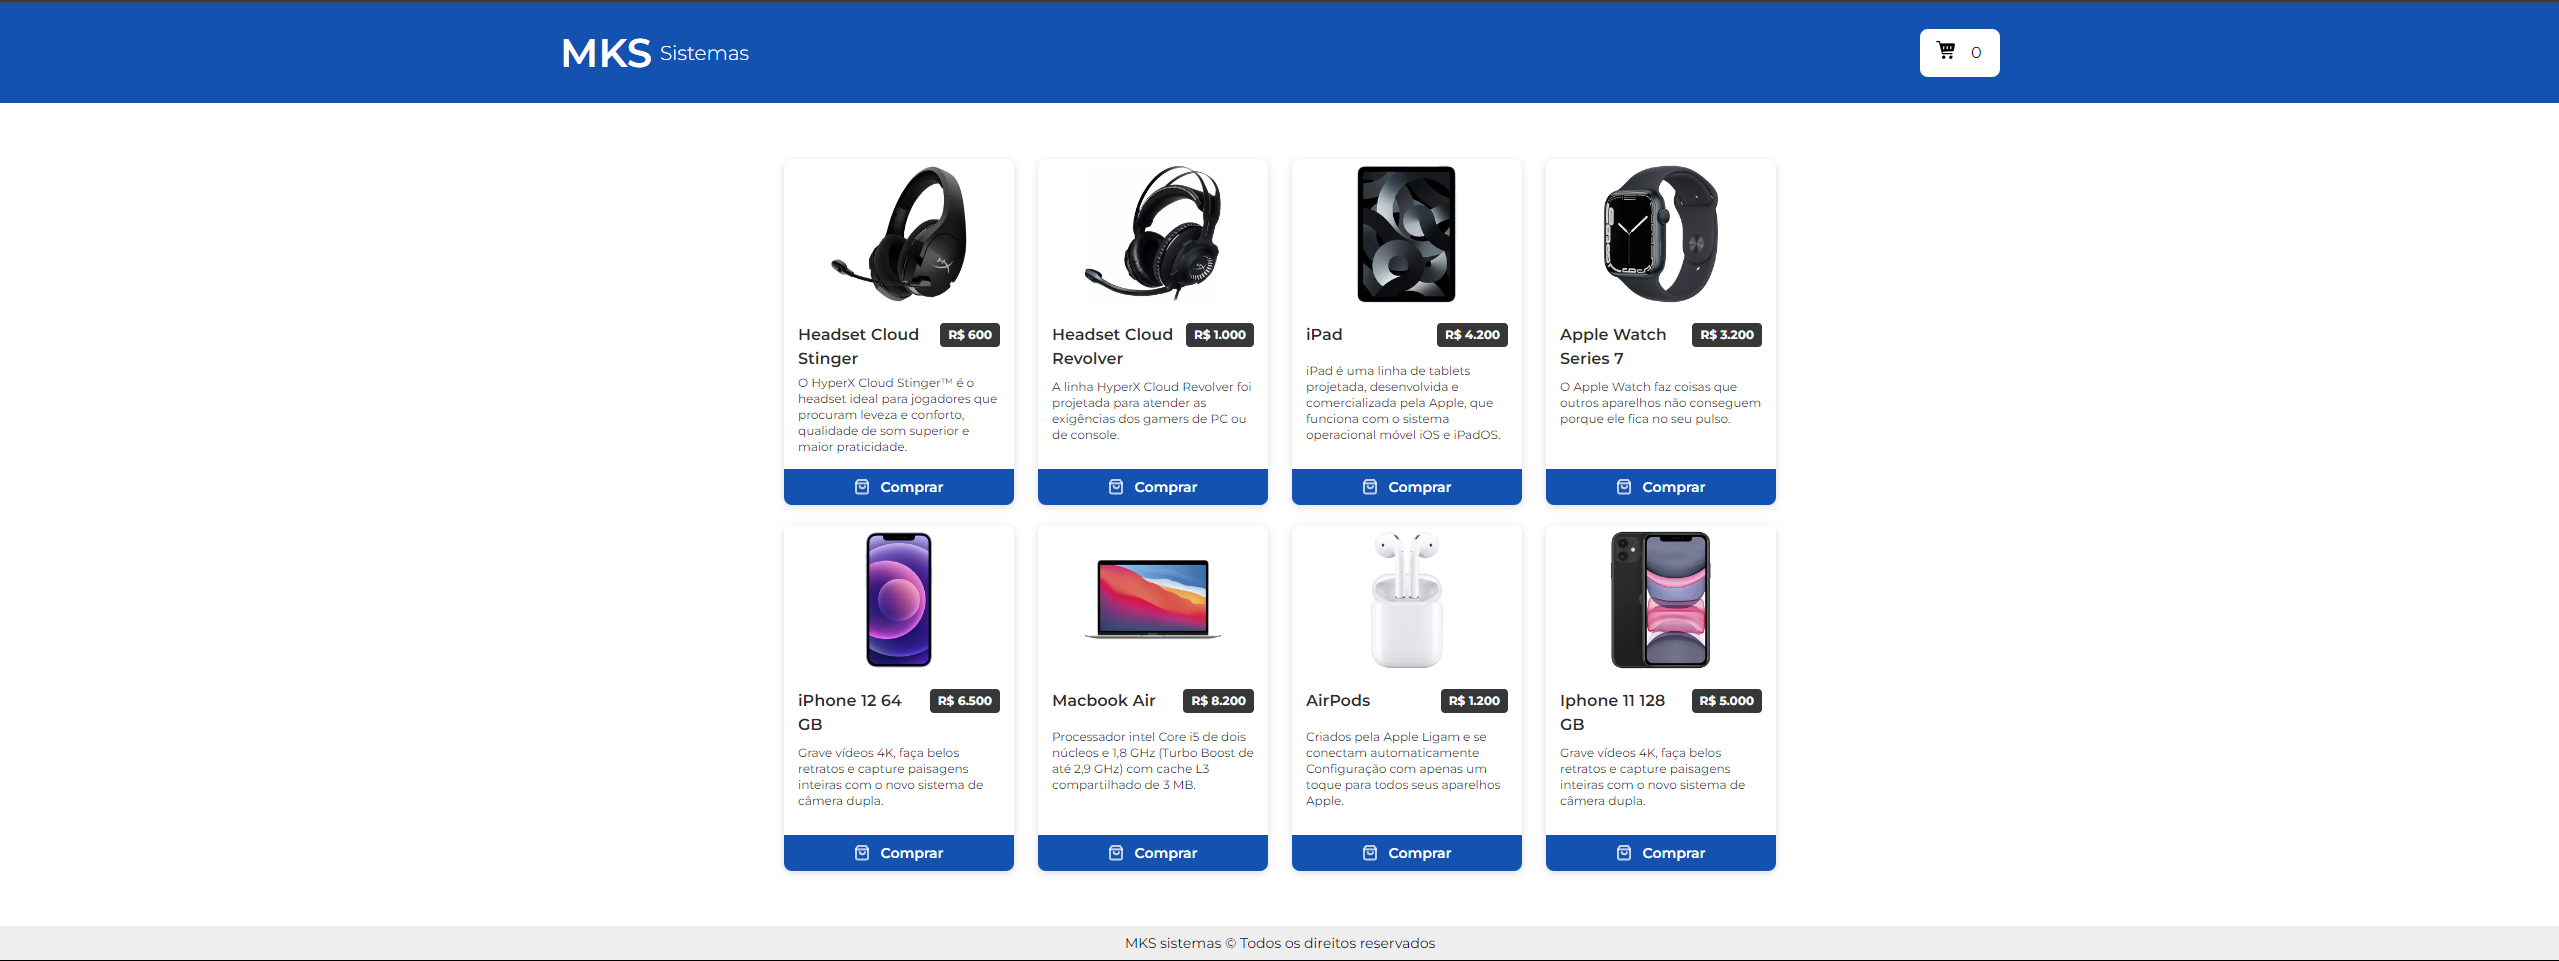 MKS Sistemas
0
Headset Cloud
Stinger
R$ 600
O HyperX Cloud Stinger™ é o
headset ideal para jogadores que
procuram leveza e conforto,
qualidade de som superior e
maior praticidade.
Comprar
Headset Cloud
Revolver
R$ 1.000
A linha HyperX Cloud Revolver foi
projetada para atender as
exigências dos gamers de PC ou
de console.
Comprar
iPad
R$ 4.200
iPad é uma linha de tablets
projetada, desenvolvida e
comercializada pela Apple, que
funciona com o sistema
operacional móvel iOS e iPadOS.
Comprar
Apple Watch
Series 7
R$ 3.200
O Apple Watch faz coisas que
outros aparelhos não conseguem
porque ele fica no seu pulso.
Comprar
iPhone 12 64
GB
R$ 6.500
Grave vídeos 4K, faça belos
retratos e capture paisagens
inteiras com o novo sistema de
câmera dupla.
Comprar
Macbook Air
R$ 8.200
Processador intel Core i5 de dois
núcleos e 1,8 GHz (Turbo Boost de
até 2,9 GHz) com cache L3
compartilhado de 3 MB.
Comprar
AirPods
R$ 1.200
Criados pela Apple Ligam e se
conectam automaticamente
Configuração com apenas um
toque para todos seus aparelhos
Apple.
Comprar
Iphone 11 128
GB
R$ 5.000
Grave vídeos 4K, faça belos
retratos e capture paisagens
inteiras com o novo sistema de
câmera dupla.
Comprar
MKS sistemas © Todos os direitos reservados